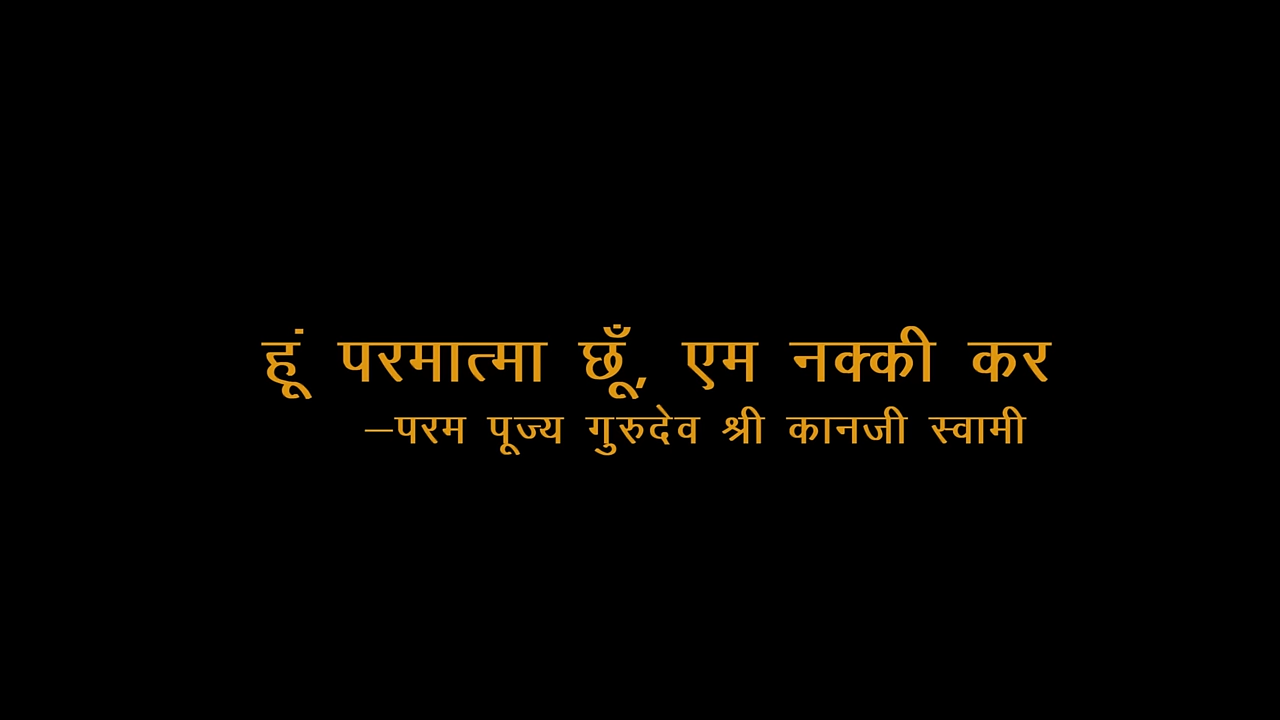 हूं परमात्मा छूँ, एम नक्की कर
—परम पूज्य गुरुदेव श्री कानजी स्वामी